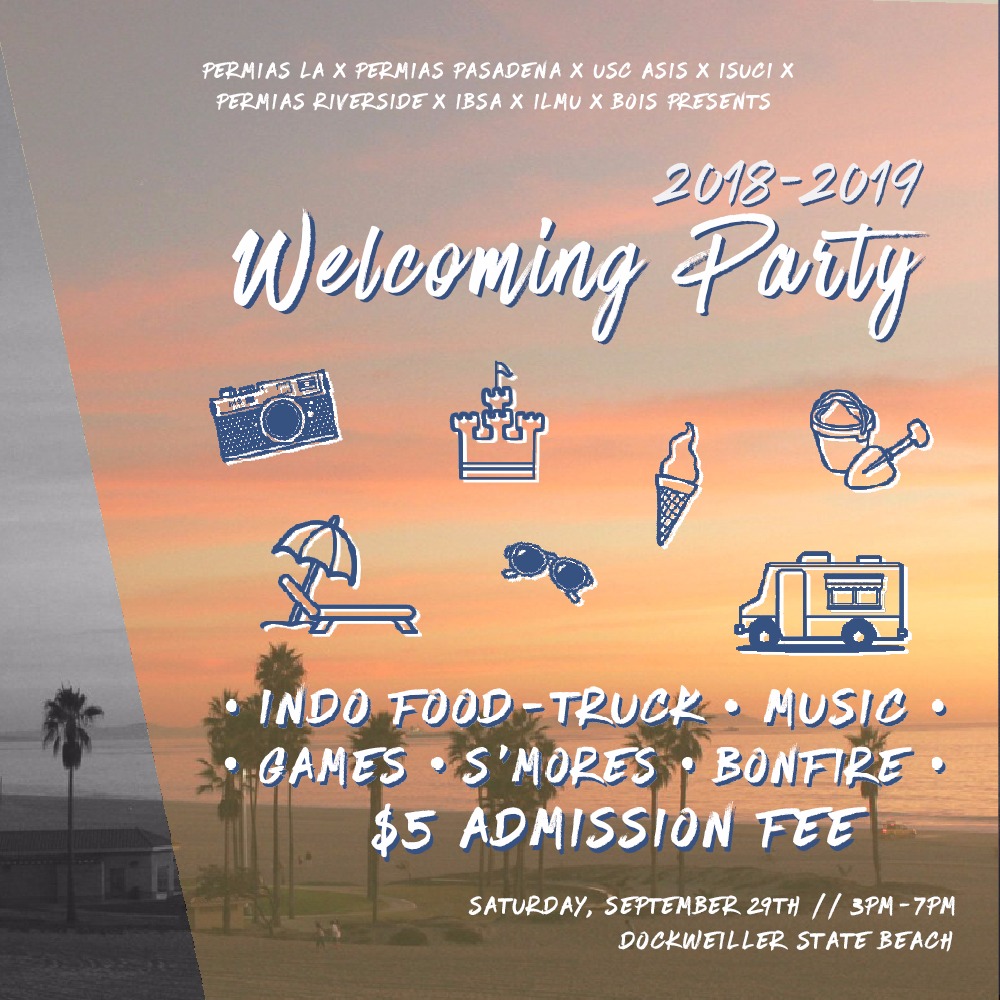 PERMIAS LA X PERMIAS PASADENA X USC ASIS X ISUCI X
PERMIAS RIVERSIDE X IBSA X ILMU X BOIS PRESENTS
2018-2019
Welcoming Party
• INDO FOOD-TRUCK • MUSIC •
• GAMES • S'MORES • BONFIRE •
$5 ADMISSION FEE
SATURDAY, SEPTEMBER 29TH // 3PM-7PM
DOCKWEILLER STATE BEACH